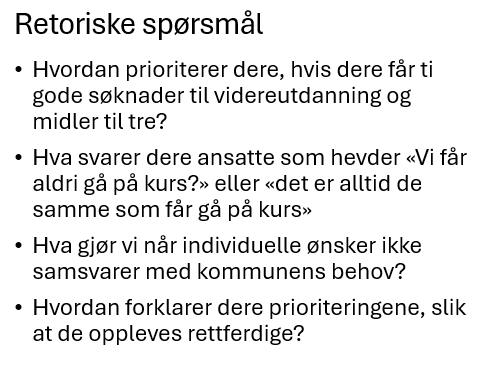 Retoriske spørsmål
• Hvordan prioriterer dere, hvis dere får ti
gode søknader til videreutdanning og
midler til tre?
• Hva svarer dere ansatte som hevder «Vi får
aldri gå på kurs?» eller «det er alltid de
samme som får gå på kurs»
• Hva gjør vi når individuelle ønsker ikke
samsvarer med kommunens behov?
• Hvordan forklarer dere prioriteringene, slik
at de oppleves rettferdige?